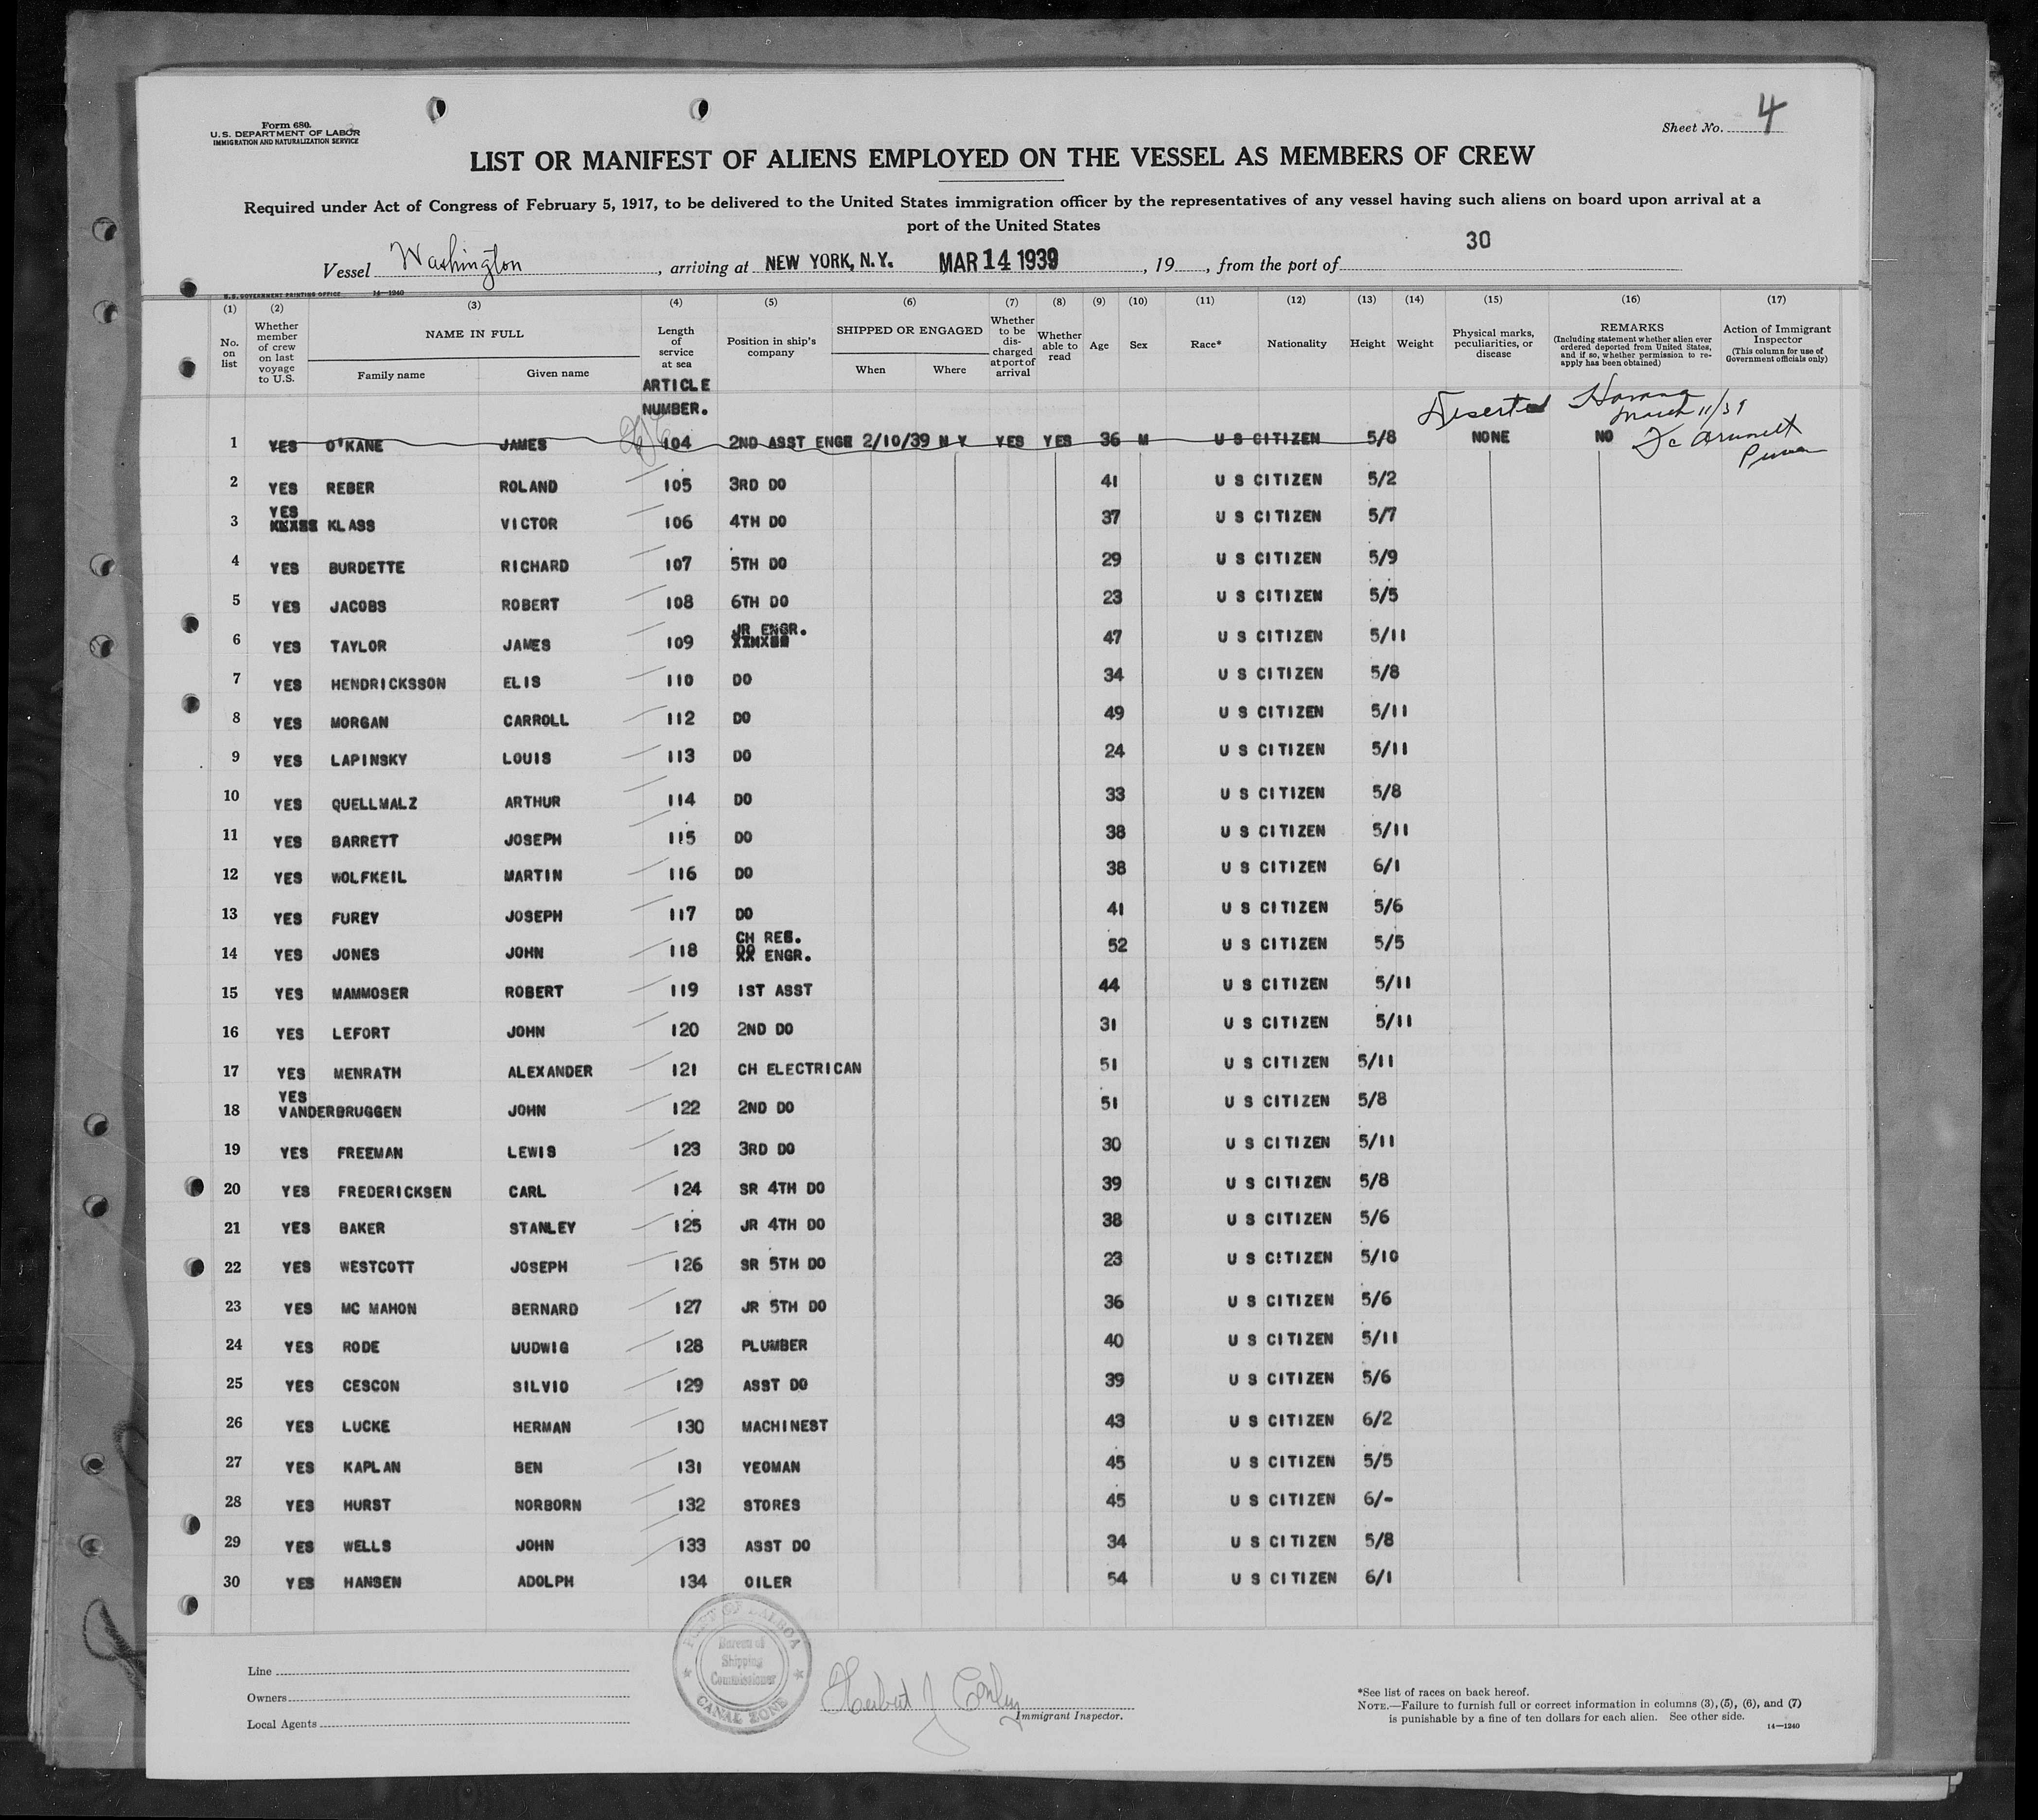 Form 680.
U. S. DEPARTMENT OF LABOR
IMMIGRATION AND NATURALIZATION SERVICE
Sheet No. 4
LIST OR MANIFEST OF ALIENS EMPLOYED ON THE VESSEL AS MEMBERS OF CREW
Required under Act of Congress of February 5, 1917, to be delivered to the United States immigration officer by the representatives of any vessel having such aliens on board upon arrival at a
port of the United States
30
Vessel Washington, arriving at NEW YORK, N.Y. MAR 14 1939, 19, from the port of
U. S. GOVERNMENT PRINTING OFFICE 14—1240
(1) (2) (3) (4) (5) (6) (7) (8) (9) (10) (11) (12) (13) (14) (15) (16) (17)
No. on list
Whether member of crew on last voyage to U.S.
NAME IN FULL
Family name
Given name
Length of service at sea
Position in ship's company
SHIPPED OR ENGAGED
When
Where
Whether to be discharged at port of arrival
Whether able to read
Age
Sex
Race*
Nationality
Height
Weight
Physical marks, peculiarities, or disease
REMARKS
(Including statement whether alien ever ordered deported from United States, and if so, whether permission to reapply has been obtained)
Action of Immigrant Inspector
(This column for use of Government officials only)
ARTICLE
NUMBER.
Deserted Havana
March 11/39
1 YES O'KANE JAMES 104 2ND ASST ENGR 2/10/39 N Y YES YES 36 M U S CITIZEN 5/8 NONE NO
2 YES REBER ROLAND 105 3RD DO 41 U S CITIZEN 5/2
3 YES KLASS VICTOR 106 4TH DO 37 U S CITIZEN 5/7
4 YES BURDETTE RICHARD 107 5TH DO 29 U S CITIZEN 5/9
5 YES JACOBS ROBERT 108 6TH DO 23 U S CITIZEN 5/5
6 YES TAYLOR JAMES 109 JR ENGR. 47 U S CITIZEN 5/11
7 YES HENDRICKSSON ELIS 110 DO 34 U S CITIZEN 5/8
8 YES MORGAN CARROLL 112 DO 49 U S CITIZEN 5/11
9 YES LAPINSKY LOUIS 113 DO 24 U S CITIZEN 5/11
10 YES QUELLMALZ ARTHUR 114 DO 33 U S CITIZEN 5/8
11 YES BARRETT JOSEPH 115 DO 38 U S CITIZEN 5/11
12 YES WOLFKEIL MARTIN 116 DO 38 U S CITIZEN 6/1
13 YES FUREY JOSEPH 117 DO 41 U S CITIZEN 5/6
14 YES JONES JOHN 118 CH REE. ENGR. 52 U S CITIZEN 5/5
15 YES MAMMOSER ROBERT 119 1ST ASST 44 U S CITIZEN 5/11
16 YES LEFORT JOHN 120 2ND DO 31 U S CITIZEN 5/11
17 YES MENRATH ALEXANDER 121 CH ELECTRICAN 51 U S CITIZEN 5/11
18 YES VANDERBRUGGEN JOHN 122 2ND DO 51 U S CITIZEN 5/8
19 YES FREEMAN LEWIS 123 3RD DO 30 U S CITIZEN 5/11
20 YES FREDERICKSEN CARL 124 SR 4TH DO 39 U S CITIZEN 5/8
21 YES BAKER STANLEY 125 JR 4TH DO 38 U S CITIZEN 5/6
22 YES WESTCOTT JOSEPH 126 SR 5TH DO 23 U S CITIZEN 5/10
23 YES MC MAHON BERNARD 127 JR 5TH DO 36 U S CITIZEN 5/6
24 YES RODE UUDWIG 128 PLUMBER 40 U S CITIZEN 5/11
25 YES CESCON SILVIO 129 ASST DO 39 U S CITIZEN 5/6
26 YES LUCKE HERMAN 130 MACHINEST 43 U S CITIZEN 6/2
27 YES KAPLAN BEN 131 YEOMAN 45 U S CITIZEN 5/5
28 YES HURST NORBORN 132 STORES 45 U S CITIZEN 6/-
29 YES WELLS JOHN 133 ASST DO 34 U S CITIZEN 5/8
30 YES HANSEN ADOLPH 134 OILER 54 U S CITIZEN 6/1
PORT OF BALBOA
Bureau of
Shipping
Commissioner
CANAL ZONE
Line
Owners
Local Agents
Herbert J Conley
Immigrant Inspector.
*See list of races on back hereof.
NOTE.—Failure to furnish full or correct information in columns (3), (5), (6), and (7)
is punishable by a fine of ten dollars for each alien. See other side.
14—1240